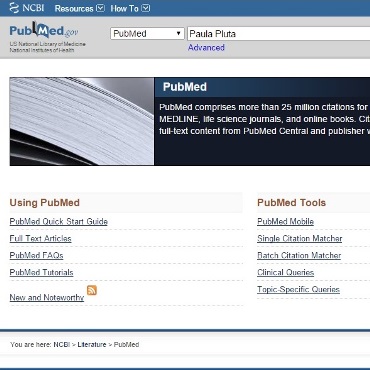 NCBI Resources How To
PubMed.gov PubMed Paula Pluta
US National Library of Medicine Advanced
National Institutes of Health
PubMed
PubMed comprises more than 25 million citations for
MEDLINE, life science journals, and online books. Cit
full-text content from PubMed Central and publisher w
Using PubMed
PubMed Quick Start Guide
Full Text Articles
PubMed FAQs
PubMed Tutorials
New and Noteworthy
PubMed Tools
PubMed Mobile
Single Citation Matcher
Batch Citation Matcher
Clinical Queries
Topic-Specific Queries
You are here: NCBI > Literature > PubMed